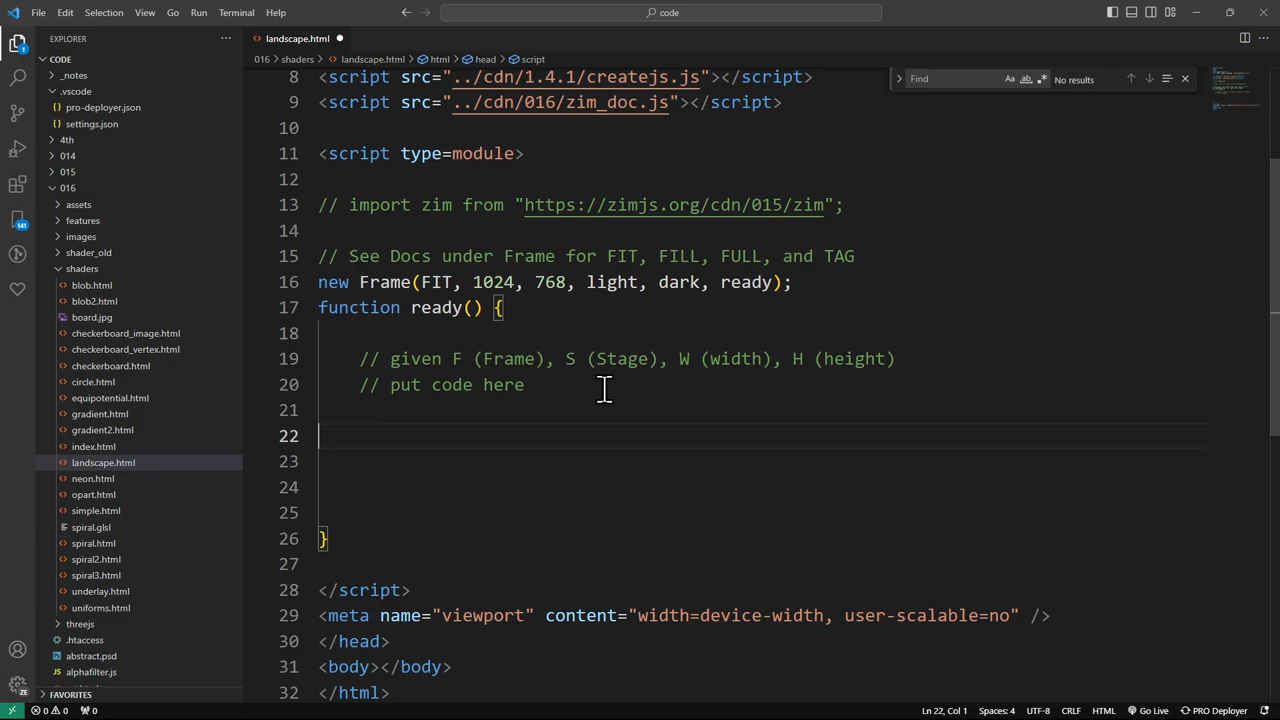 File Edit Selection View Go Run Terminal Help
code
EXPLORER
CODE
_notes
.vscode
pro-deployer.json
settings.json
4th
014
015
016
assets
features
images
shader_old
shaders
blob.html
blob2.html
board.jpg
checkerboard_image.html
checkerboard_vertex.html
checkerboard.html
circle.html
equipotential.html
gradient.html
gradient2.html
index.html
landscape.html
neon.html
opart.html
simple.html
spiral.glsl
spiral.html
spiral2.html
spiral3.html
underlay.html
uniforms.html
threejs
.htaccess
abstract.psd
alphafilter.js
FAVORITES
1
141
ZE
landscape.html
016 > shaders > landscape.html > html > head > script
Find
Aa ab .*
No results
8 <script src="../cdn/1.4.1/createjs.js"></script>
9 <script src="../cdn/016/zim_doc.js"></script>
10
11 <script type=module>
12
13 // import zim from "https://zimjs.org/cdn/015/zim";
14
15 // See Docs under Frame for FIT, FILL, FULL, and TAG
16 new Frame(FIT, 1024, 768, light, dark, ready);
17 function ready() {
18
19 // given F (Frame), S (Stage), W (width), H (height)
20 // put code here
21
22
23
24
25
26 }
27
28 </script>
29 <meta name="viewport" content="width=device-width, user-scalable=no" />
30 </head>
31 <body></body>
32 </html>
0 0 0 Ln 22, Col 1 Spaces: 4 UTF-8 CRLF HTML Go Live PRO Deployer